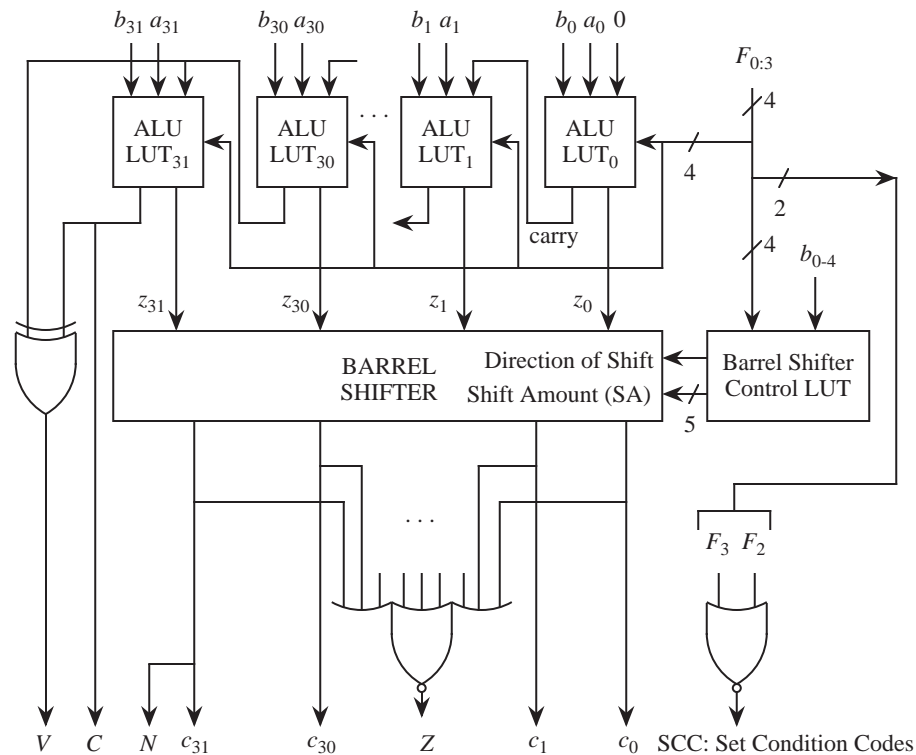 b31 a31 b30 a30 b1 a1 b0 a0 0
F0:3
4
ALU LUT31
ALU LUT30
. . .
ALU LUT1
ALU LUT0
4
2
carry
4
b0-4
z31 z30 z1 z0
BARREL SHIFTER
Direction of Shift
Shift Amount (SA)
5
Barrel Shifter
Control LUT
. . .
F3 F2
V C N c31 c30 Z c1 c0 SCC: Set Condition Codes